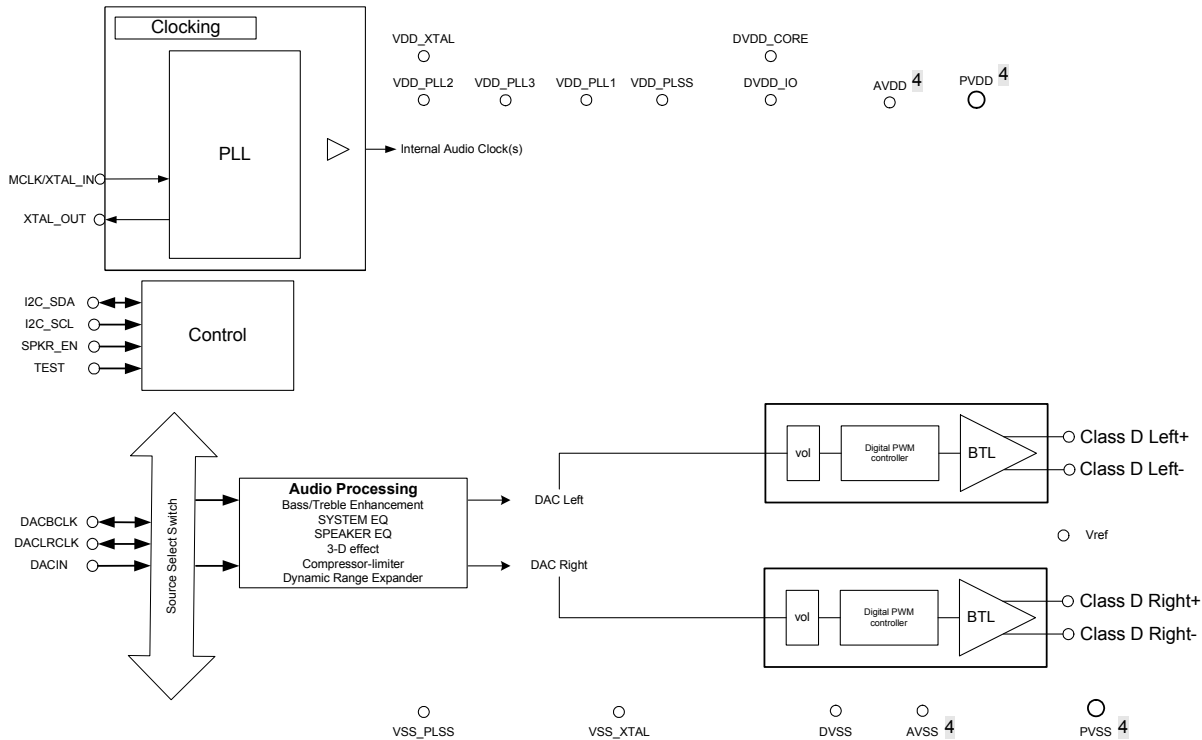 Clocking
PLL
MCLK/XTAL_IN
XTAL_OUT
Internal Audio Clock(s)
VDD_XTAL
DVDD_CORE
VDD_PLL2
VDD_PLL3
VDD_PLL1
VDD_PLSS
DVDD_IO
AVDD 4
PVDD 4
I2C_SDA
I2C_SCL
SPKR_EN
TEST
Control
DACBCLK
DACLRCLK
DACIN
Source Select Switch
Audio Processing
Bass/Treble Enhancement
SYSTEM EQ
SPEAKER EQ
3-D effect
Compressor-limiter
Dynamic Range Expander
DAC Left
DAC Right
vol
Digital PWM
controller
BTL
Class D Left+
Class D Left-
Vref
vol
Digital PWM
controller
BTL
Class D Right+
Class D Right-
VSS_PLSS
VSS_XTAL
DVSS
AVSS 4
PVSS 4